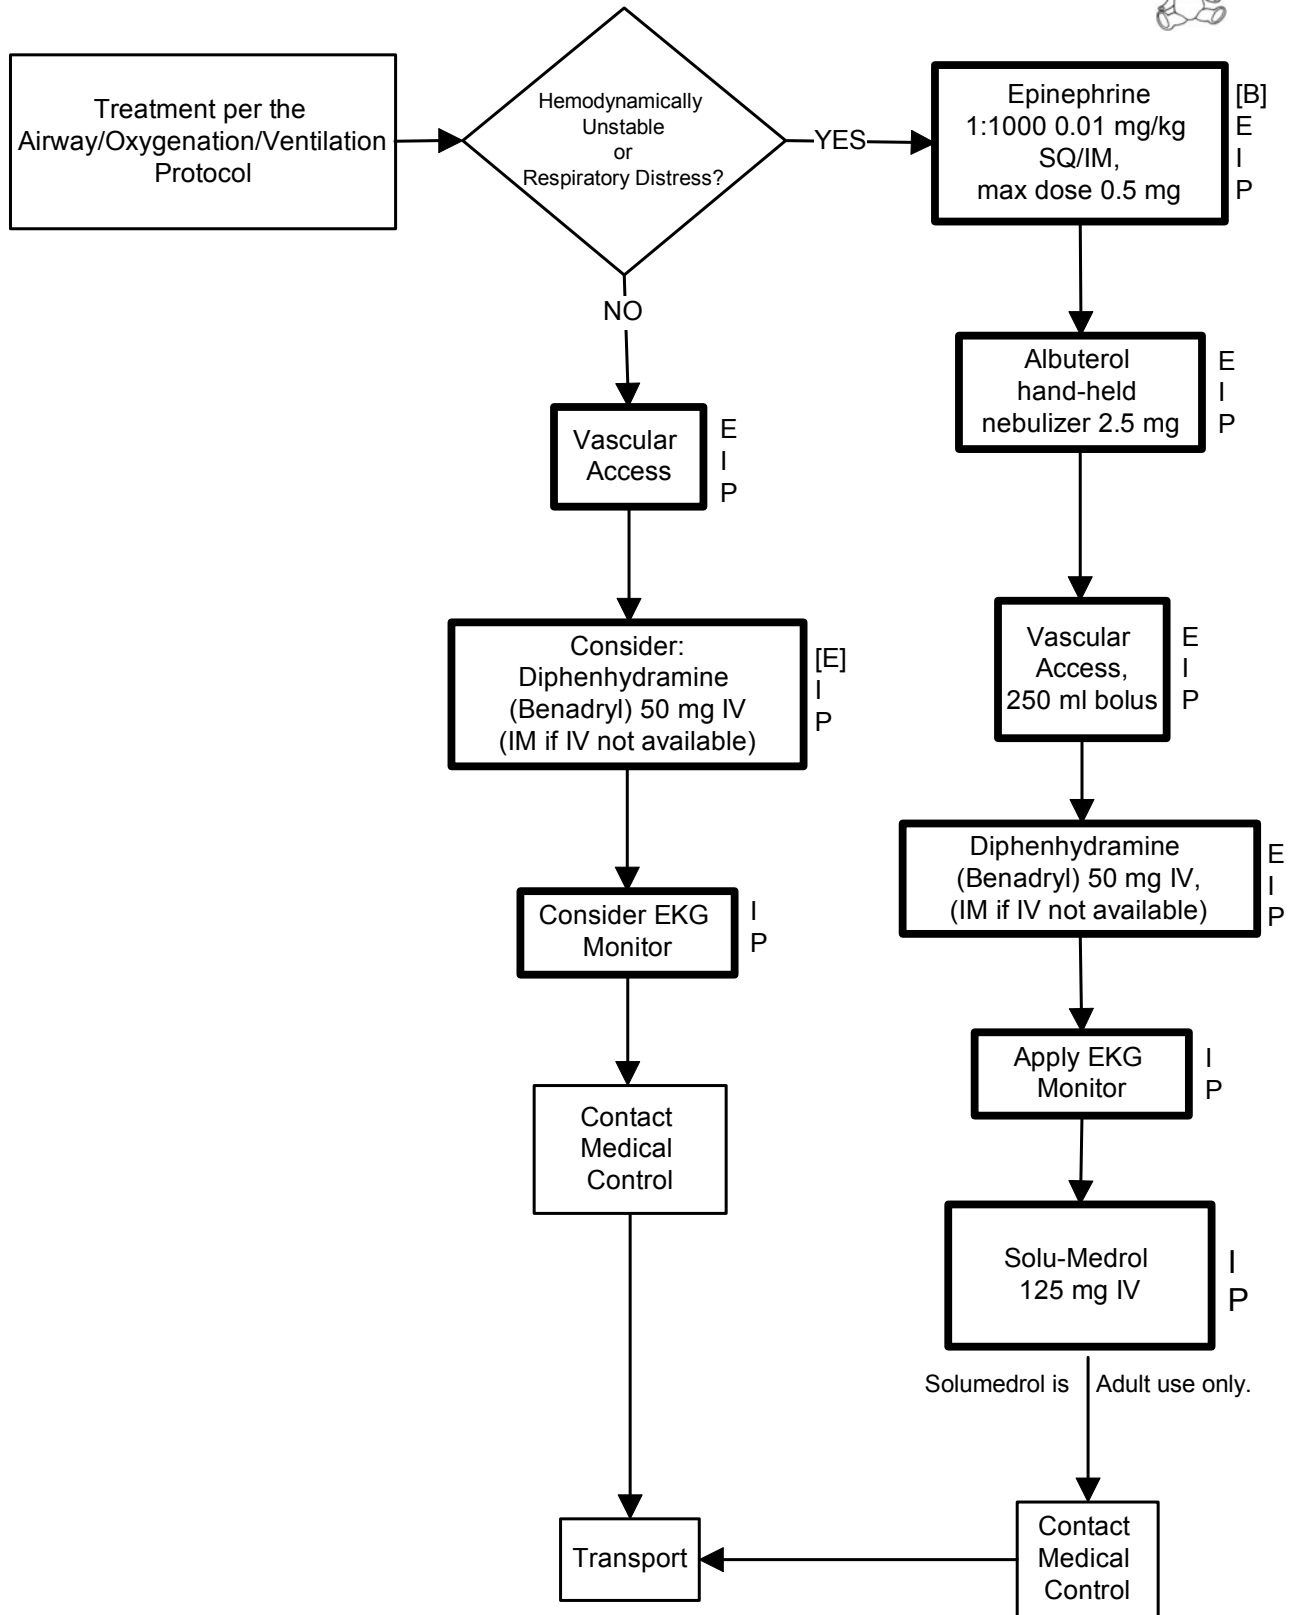 Treatment per the
Airway/Oxygenation/Ventilation
Protocol
Hemodynamically
Unstable
or
Respiratory Distress?
YES
Epinephrine
1:1000 0.01 mg/kg
SQ/IM,
max dose 0.5 mg
[B]
E
I
P
NO
Albuterol
hand-held
nebulizer 2.5 mg
E
I
P
Vascular
Access
E
I
P
Vascular
Access,
250 ml bolus
E
I
P
Consider:
Diphenhydramine
(Benadryl) 50 mg IV
(IM if IV not available)
[E]
I
P
Diphenhydramine
(Benadryl) 50 mg IV,
(IM if IV not available)
E
I
P
Consider EKG
Monitor
I
P
Apply EKG
Monitor
I
P
Contact
Medical
Control
Solu-Medrol
125 mg IV
I
P
Solumedrol is Adult use only.
Transport
Contact
Medical
Control